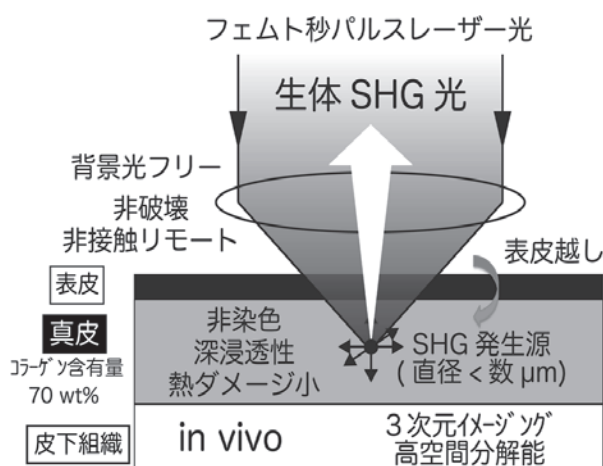 フェムト秒パルスレーザー光
生体 SHG 光
背景光フリー
非破壊
非接触リモート
表皮越し
表皮
真皮
コラーゲン含有量
70 wt%
非染色
深浸透性
熱ダメージ小
SHG 発生源
( 直径 < 数 μm)
皮下組織
in vivo
3 次元イメージング
高空間分解能